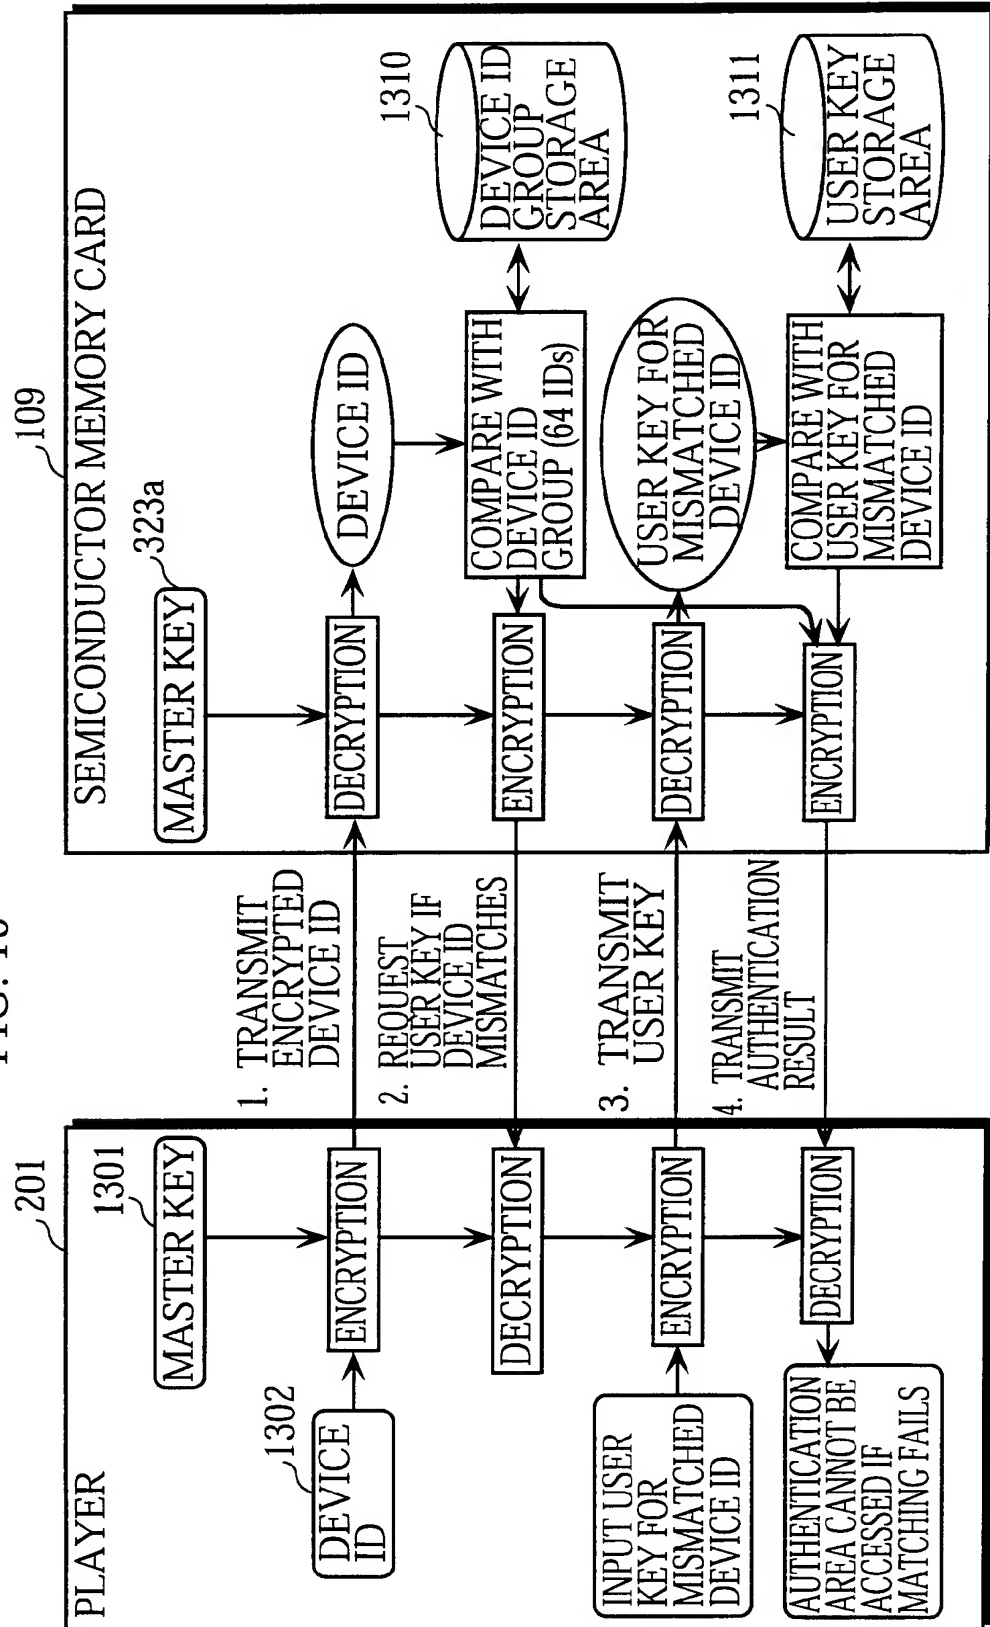 FIG.
201
PLAYER
1301
MASTER KEY
1302
DEVICE
ID
ENCRYPTION
DECRYPTION
INPUT USER
KEY FOR
MISMATCHED
DEVICE ID
ENCRYPTION
DECRYPTION
AUTHENTICATION
AREA CANNOT BE
ACCESSED IF
MATCHING FAILS
1. TRANSMIT
ENCRYPTED
DEVICE ID
2. REQUEST
USER KEY IF
DEVICE ID
MISMATCHES
3. TRANSMIT
USER KEY
4. TRANSMIT
AUTHENTICATION
RESULT
109
SEMICONDUCTOR MEMORY CARD
323a
MASTER KEY
DECRYPTION
DEVICE ID
ENCRYPTION
COMPARE WITH
DEVICE ID
GROUP (64 IDs)
1310
DEVICE ID
GROUP
STORAGE
AREA
DECRYPTION
USER KEY FOR
MISMATCHED
DEVICE ID
ENCRYPTION
COMPARE WITH
USER KEY FOR
MISMATCHED
DEVICE ID
1311
USER KEY
STORAGE
AREA